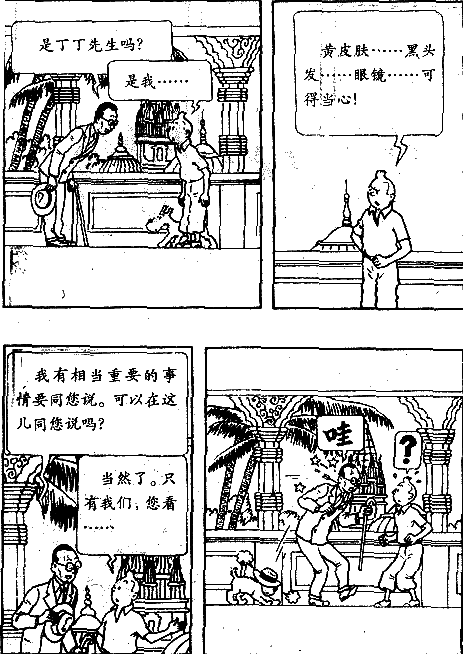 是丁丁先生吗?
是我……
黄皮肤……黑头
发……眼镜……可
得当心!
我有相当重要的事
情要同您说。可以在这
儿同您说吗?
当然了。只
有我们,您看
……
哇
?